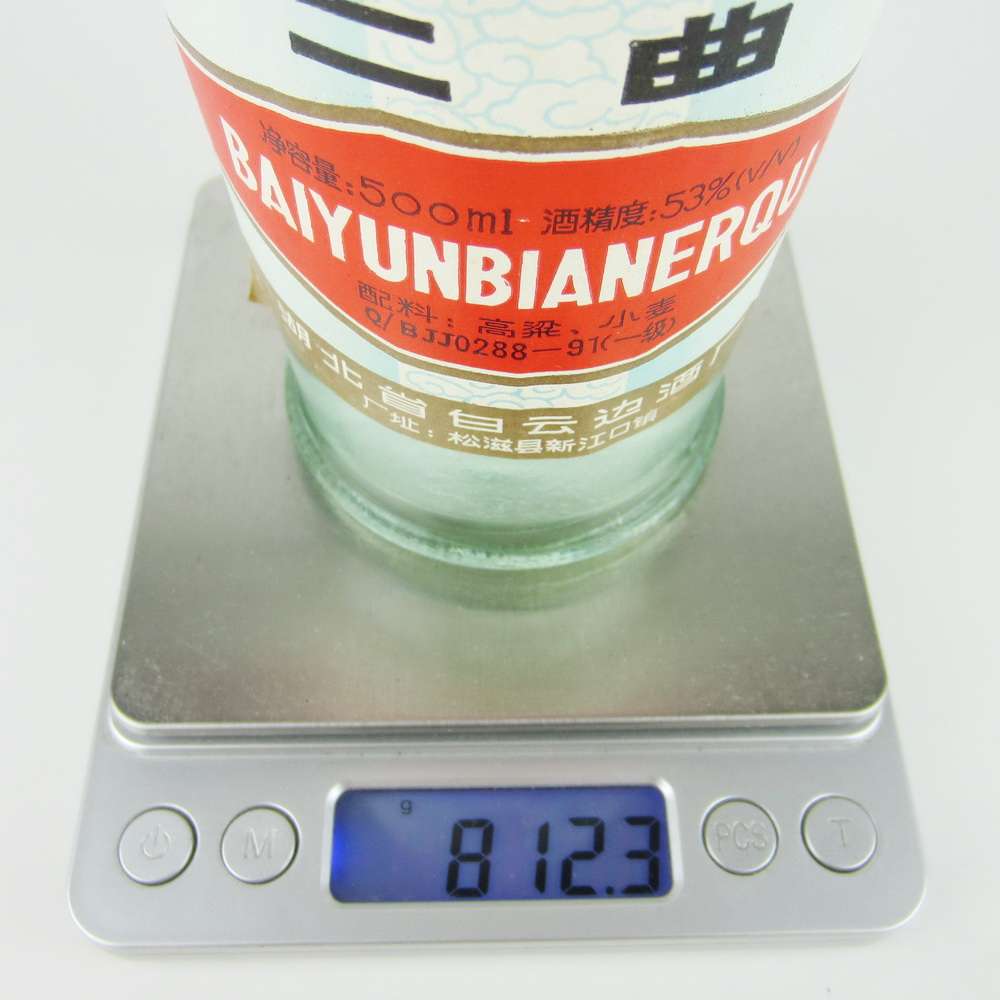 二曲
净容量:500ml 酒精度:53%(v/v)
BAIYUNBIANERQU
配料:高粱、小麦
Q/BJJ0288—91(一级)
湖北省白云边酒厂
厂址:松滋县新江口镇
g
812.3
M
PCS
T